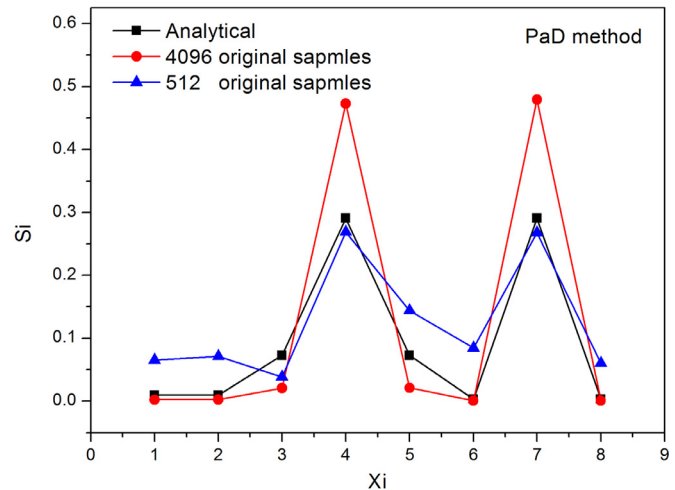 Analytical
4096 original sapmles
512 original sapmles
PaD method
Si
0.6
0.5
0.4
0.3
0.2
0.1
0.0
0 1 2 3 4 5 6 7 8 9
Xi